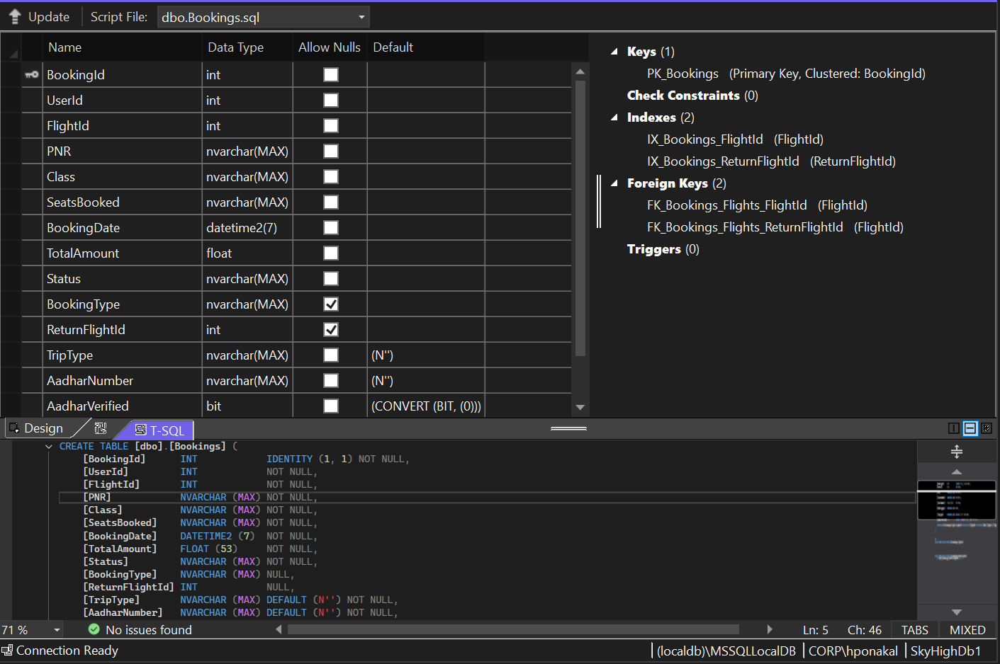 Update Script File: dbo.Bookings.sql
Name Data Type Allow Nulls Default
BookingId int
UserId int
FlightId int
PNR nvarchar(MAX)
Class nvarchar(MAX)
SeatsBooked nvarchar(MAX)
BookingDate datetime2(7)
TotalAmount float
Status nvarchar(MAX)
BookingType nvarchar(MAX)
ReturnFlightId int
TripType nvarchar(MAX) (N'')
AadharNumber nvarchar(MAX) (N'')
AadharVerified bit (CONVERT (BIT, (0)))
Keys (1)
PK_Bookings (Primary Key, Clustered: BookingId)
Check Constraints (0)
Indexes (2)
IX_Bookings_FlightId (FlightId)
IX_Bookings_ReturnFlightId (ReturnFlightId)
Foreign Keys (2)
FK_Bookings_Flights_FlightId (FlightId)
FK_Bookings_Flights_ReturnFlightId (FlightId)
Triggers (0)
Design T-SQL
CREATE TABLE [dbo].[Bookings] (
[BookingId] INT IDENTITY (1, 1) NOT NULL,
[UserId] INT NOT NULL,
[FlightId] INT NOT NULL,
[PNR] NVARCHAR (MAX) NOT NULL,
[Class] NVARCHAR (MAX) NOT NULL,
[SeatsBooked] NVARCHAR (MAX) NOT NULL,
[BookingDate] DATETIME2 (7) NOT NULL,
[TotalAmount] FLOAT (53) NOT NULL,
[Status] NVARCHAR (MAX) NOT NULL,
[BookingType] NVARCHAR (MAX) NULL,
[ReturnFlightId] INT NULL,
[TripType] NVARCHAR (MAX) DEFAULT (N'') NOT NULL,
[AadharNumber] NVARCHAR (MAX) DEFAULT (N'') NOT NULL,
71 % No issues found Ln: 5 Ch: 46 TABS MIXED
Connection Ready (localdb)\MSSQLLocalDB CORP\hponakal SkyHighDb1